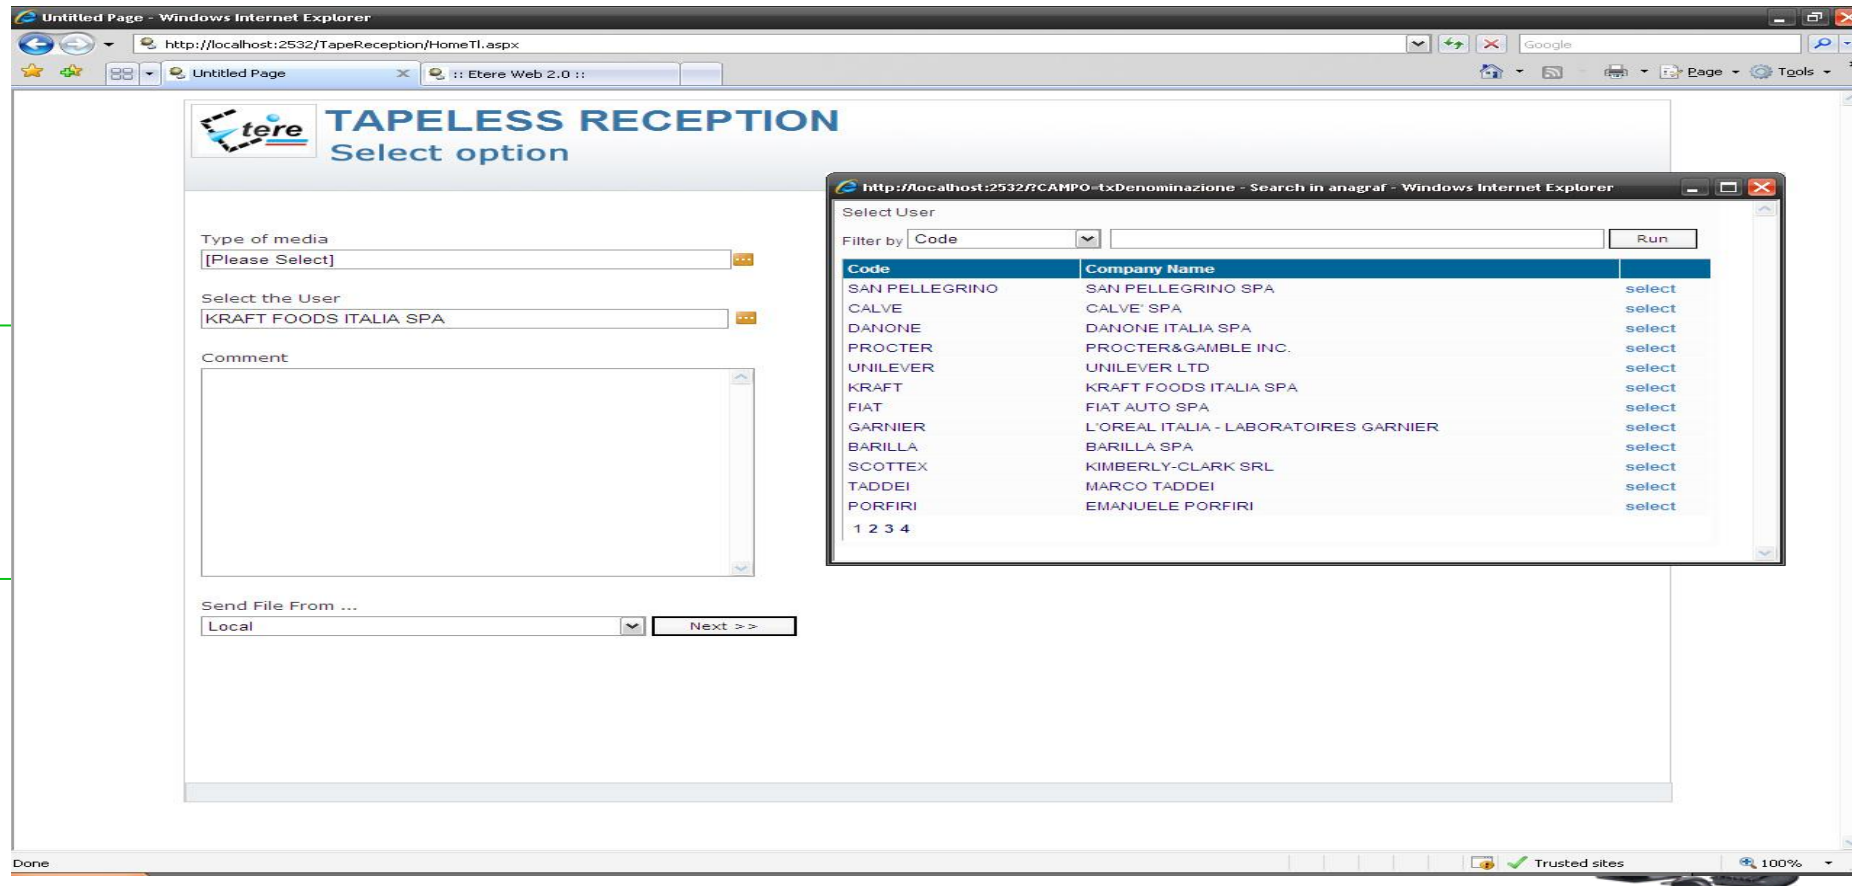 Untitled Page - Windows Internet Explorer
http://localhost:2532/TapeReception/HomeTl.aspx
Google
Untitled Page
:: Etere Web 2.0 ::
Page
Tools
tere
TAPELESS RECEPTION
Select option
Type of media
[Please Select]
Select the User
KRAFT FOODS ITALIA SPA
Comment
Send File From ...
Local
Next >>
http://localhost:2532/?CAMPO=txDenominazione - Search in anagraf - Windows Internet Explorer
Select User
Filter by Code Run
Code Company Name
SAN PELLEGRINO SAN PELLEGRINO SPA select
CALVE CALVE' SPA select
DANONE DANONE ITALIA SPA select
PROCTER PROCTER&GAMBLE INC. select
UNILEVER UNILEVER LTD select
KRAFT KRAFT FOODS ITALIA SPA select
FIAT FIAT AUTO SPA select
GARNIER L'OREAL ITALIA - LABORATOIRES GARNIER select
BARILLA BARILLA SPA select
SCOTTEX KIMBERLY-CLARK SRL select
TADDEI MARCO TADDEI select
PORFIRI EMANUELE PORFIRI select
1 2 3 4
Done
Trusted sites
100%